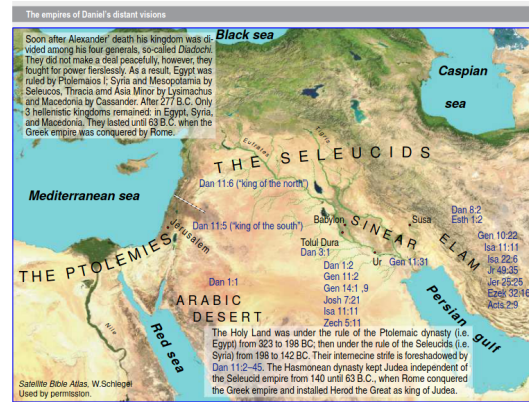 The empires of Daniel's distant visions
Soon after Alexander' death his kingdom was di-
vided among his four generals, so-called Diadochi.
They did not make a deal peacefully, however, they
fought for power fierslessly. As a result, Egypt was
ruled by Ptolemaios I; Syria and Mesopotamia by
Seleucos, Thracia amd Asia Minor by Lysimachus
and Macedonia by Cassander. After 277 B.C. Only
3 hellenistic kingdoms remained: in Egypt, Syria,
and Macedonia. They lasted until 63 B.C. when the
Greek empire was conquered by Rome.
Black sea
Caspian
sea
Eufrates
Tigris
THE SELEUCIDS
Mediterranean sea
Dan 11:6 ("king of the north")
Jerusalem
Dan 11:5 ("king of the south")
Babylon
SINEAR
Susa
Dan 8:2
Esth 1:2
ELAM
Tolul Dura
Dan 3:1
Ur
Gen 11:31
Gen 10:22
Isa 11:11
Isa 22:6
Jr 49:35
Jer 25:25
Ezek 32:16
Acts 2:9
THE PTOLEMIES
Dan 1:1
Dan 1:2
Gen 11:2
Gen 14:1 ,9
Josh 7:21
Isa 11:11
Zech 5:11
ARABIC
DESERT
Nile
Red sea
Persian gulf
The Holy Land was under the rule of the Ptolemaic dynasty (i.e.
Egypt) from 323 to 198 BC; then under the rule of the Seleucids (i.e.
Syria) from 198 to 142 BC. Their internecine strife is foreshadowed by
Dan 11:2–45. The Hasmonean dynasty kept Judea independent of
the Seleucid empire from 140 until 63 B.C., when Rome conquered
the Greek empire and installed Herod the Great as king of Judea.
Satellite Bible Atlas, W.Schlegel
Used by permission.